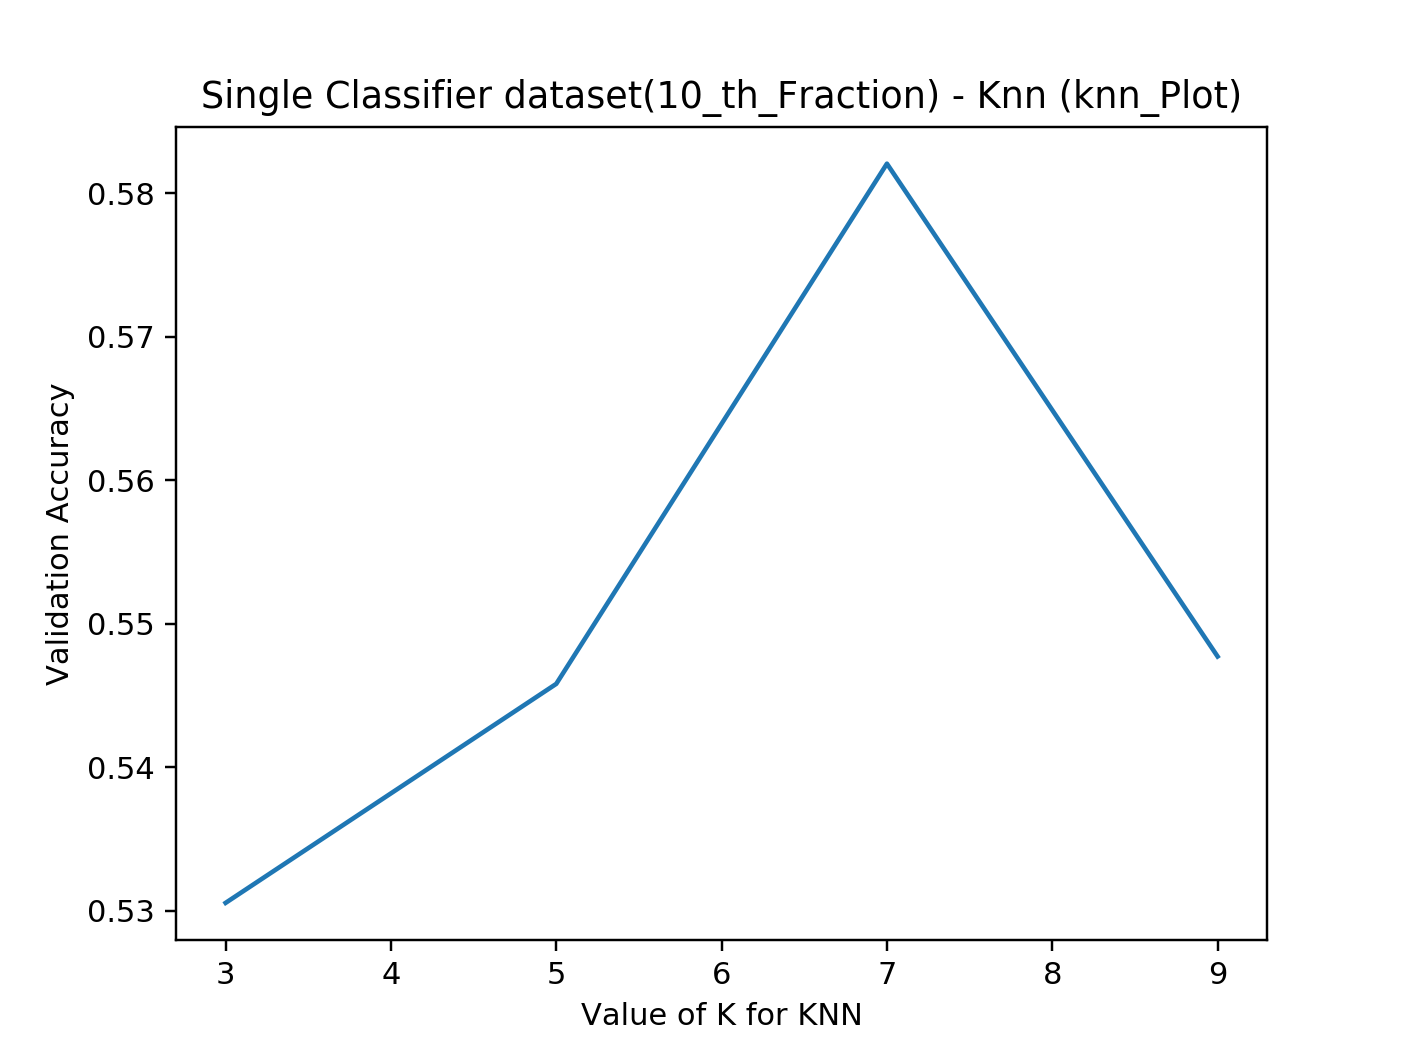 Single Classifier dataset(10_th_Fraction) - Knn (knn_Plot)
Validation Accuracy
0.58
0.57
0.56
0.55
0.54
0.53
3 4 5 6 7 8 9
Value of K for KNN